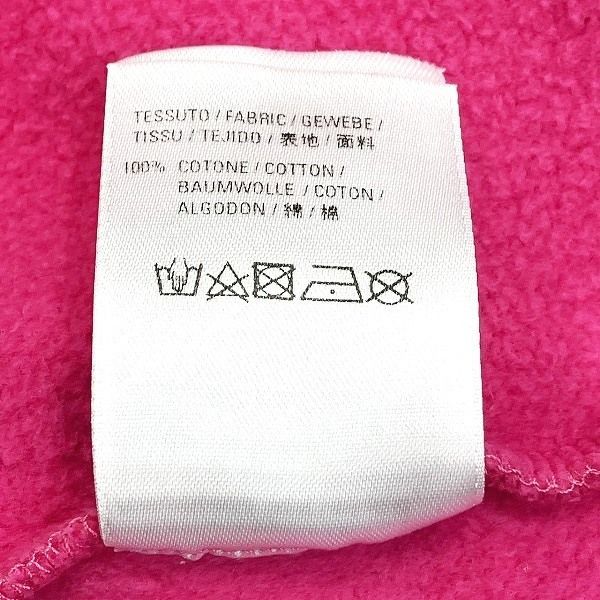 TESSUTO / FABRIC / GEWEBE /
TISSU / TEJIDO / 表地 / 面料
100% COTONE / COTTON /
BAUMWOLLE / COTON /
ALGODON / 綿 / 棉